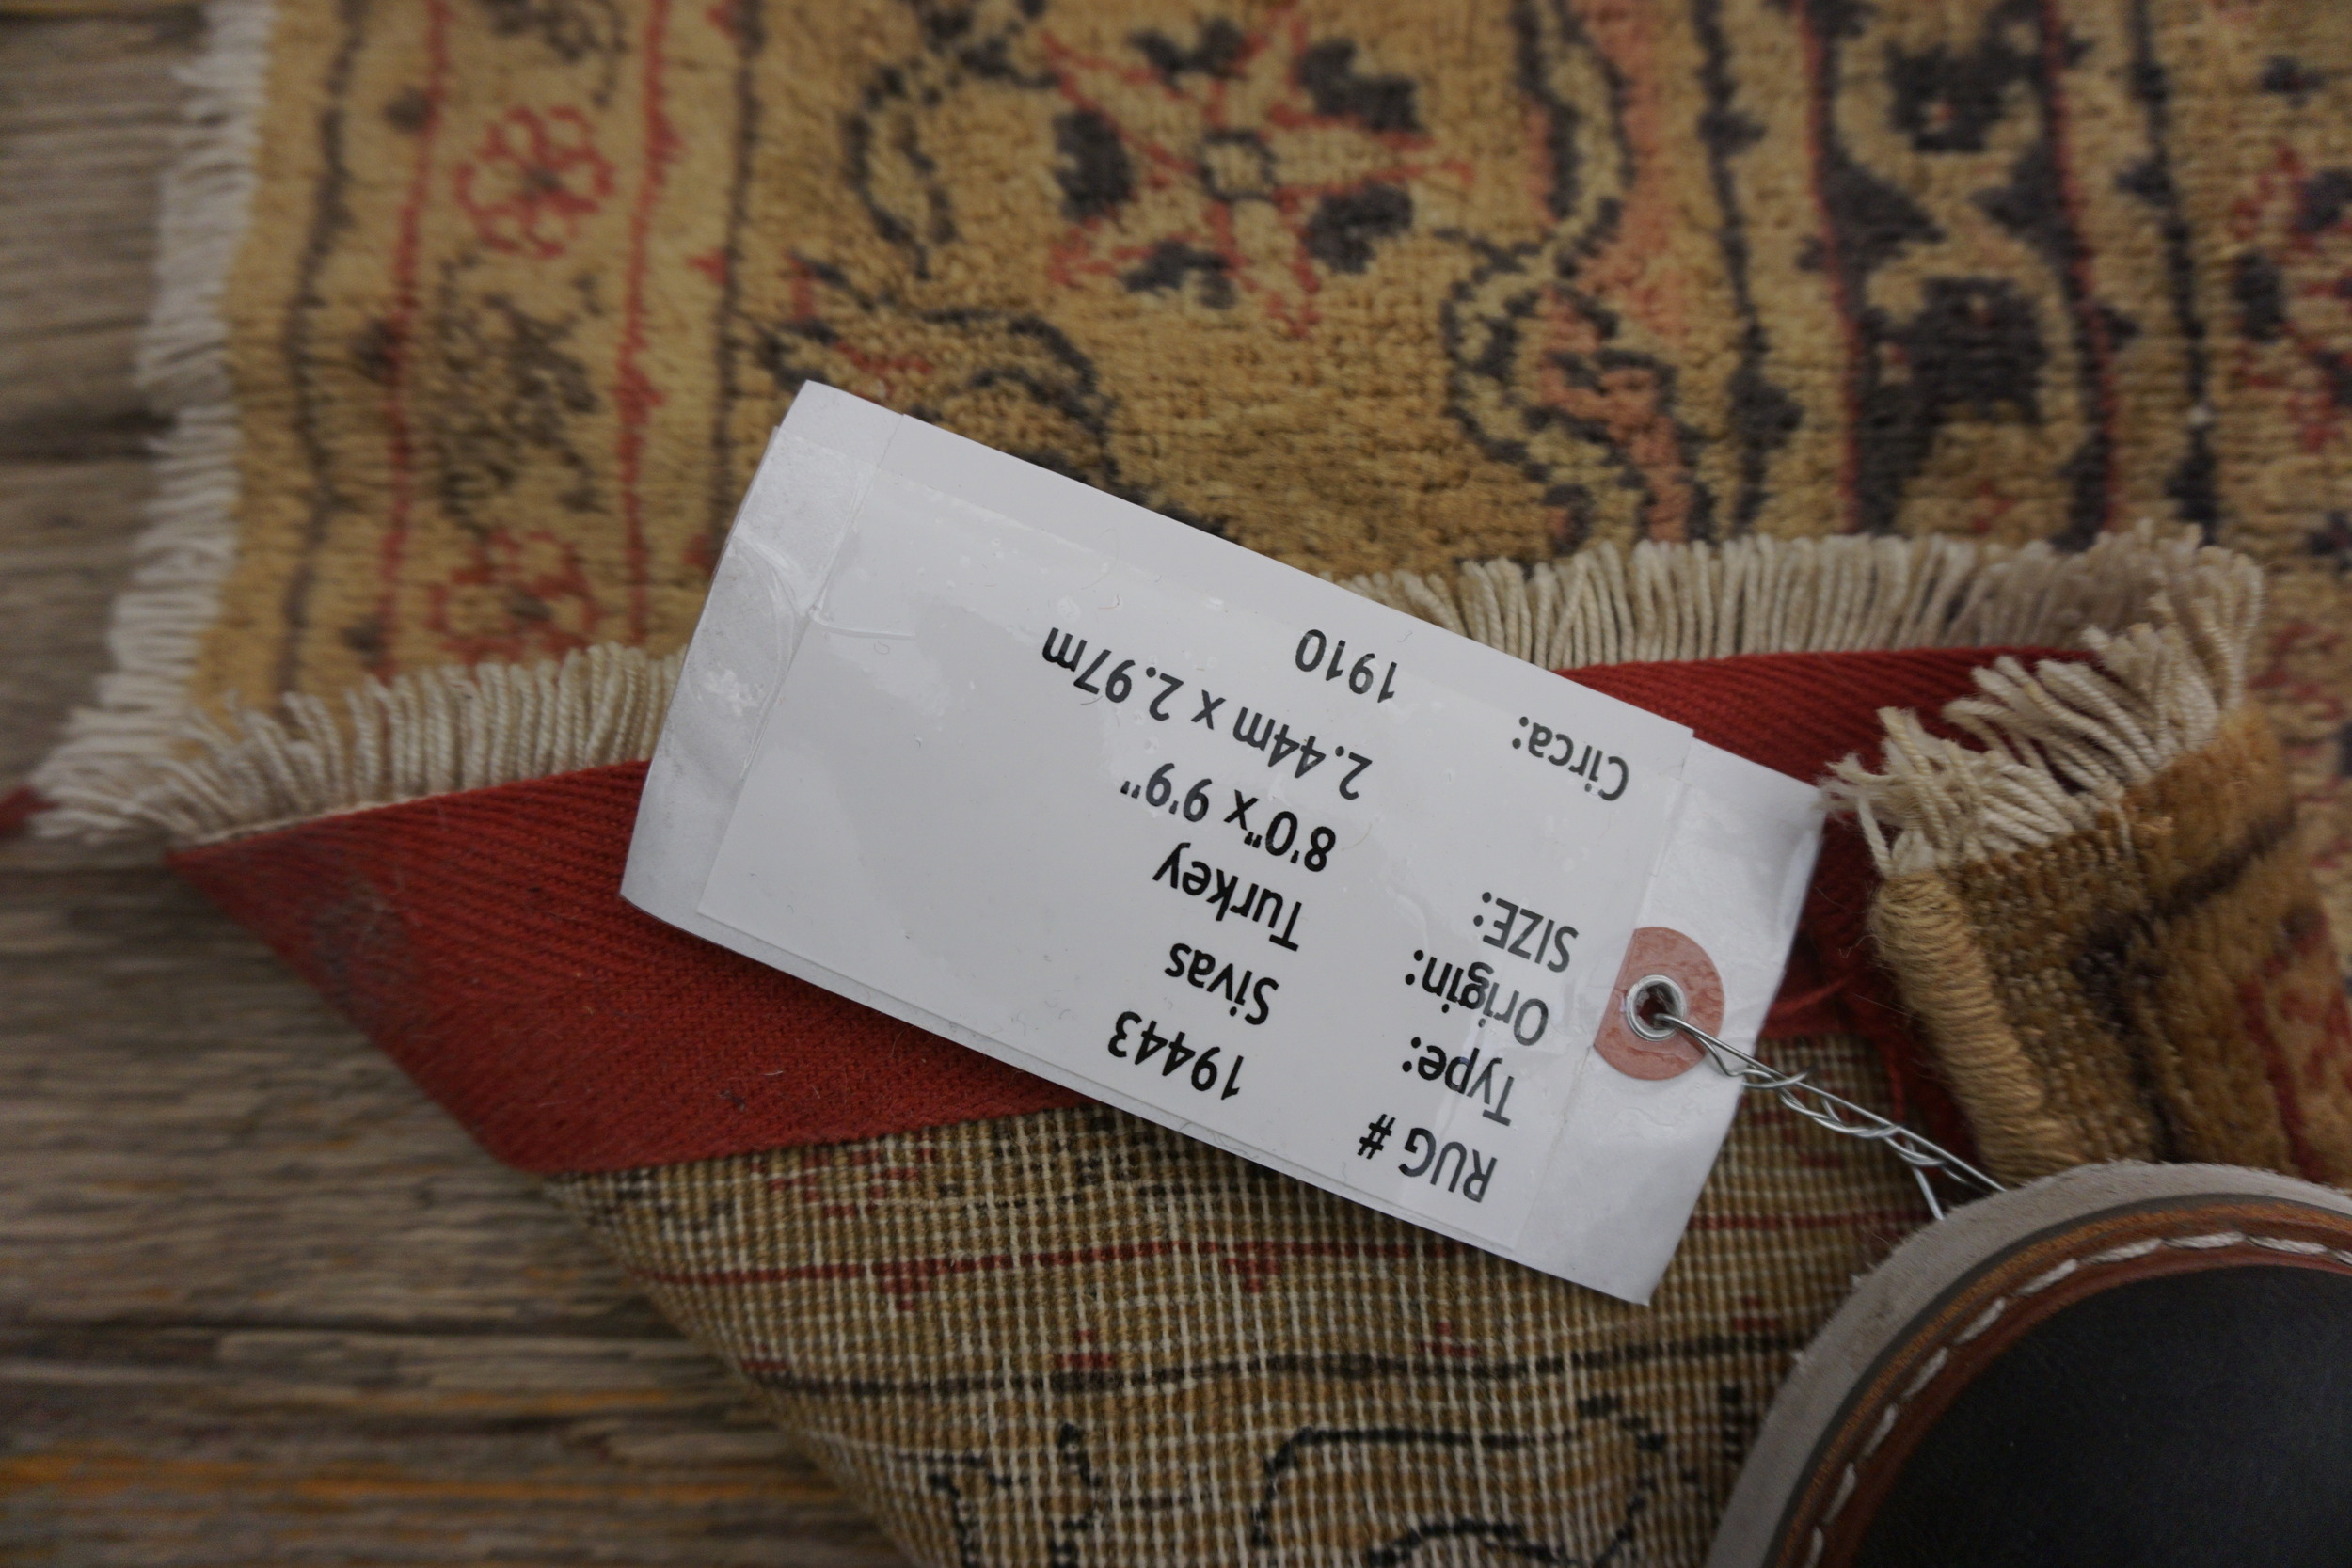 RUG # 19443
Type: Sivas
Origin: Turkey
SIZE: 8'0"x 9'9"
2.44m x 2.97m
Circa: 1910